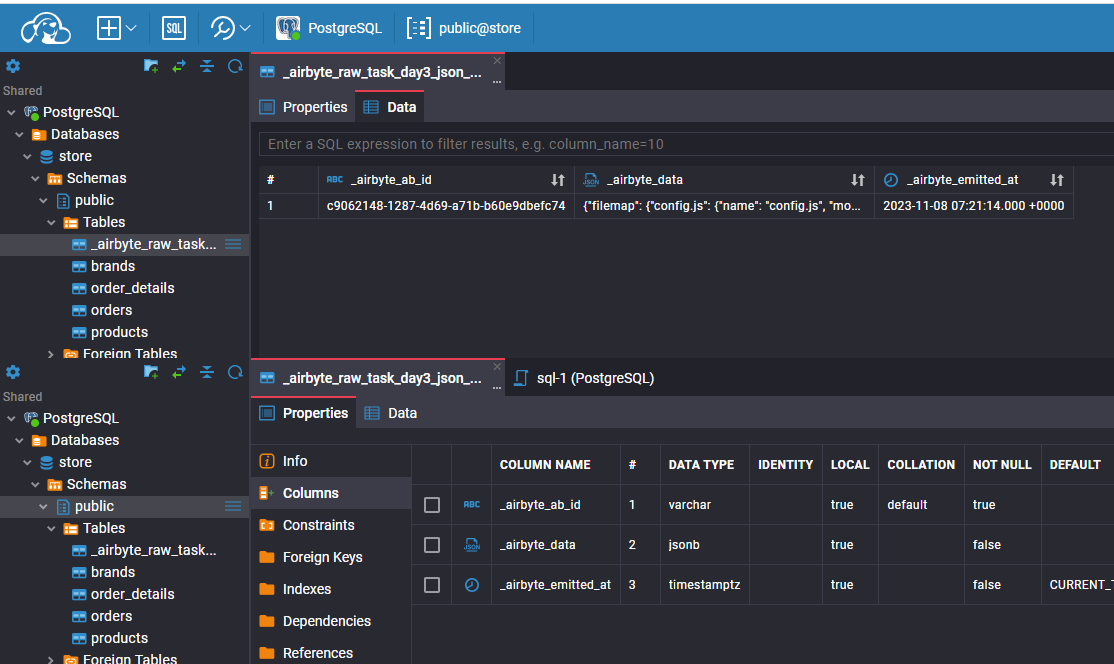 SQL PostgreSQL public@store
Shared
PostgreSQL
Databases
store
Schemas
public
Tables
_airbyte_raw_task...
brands
order_details
orders
products
Foreign Tables
_airbyte_raw_task_day3_json_...
Properties Data
Enter a SQL expression to filter results, e.g. column_name=10
# ABC _airbyte_ab_id JSON _airbyte_data _airbyte_emitted_at
1 c9062148-1287-4d69-a71b-b60e9dbefc74 {"filemap": {"config.js": {"name": "config.js", "mo... 2023-11-08 07:21:14.000 +0000
Shared
PostgreSQL
Databases
store
Schemas
public
Tables
_airbyte_raw_task...
brands
order_details
orders
products
Foreign Tables
_airbyte_raw_task_day3_json_... sql-1 (PostgreSQL)
Properties Data
Info
Columns
Constraints
Foreign Keys
Indexes
Dependencies
References
COLUMN NAME # DATA TYPE IDENTITY LOCAL COLLATION NOT NULL DEFAULT
ABC _airbyte_ab_id 1 varchar true default true
JSON _airbyte_data 2 jsonb true false
_airbyte_emitted_at 3 timestamptz true false CURRENT_T